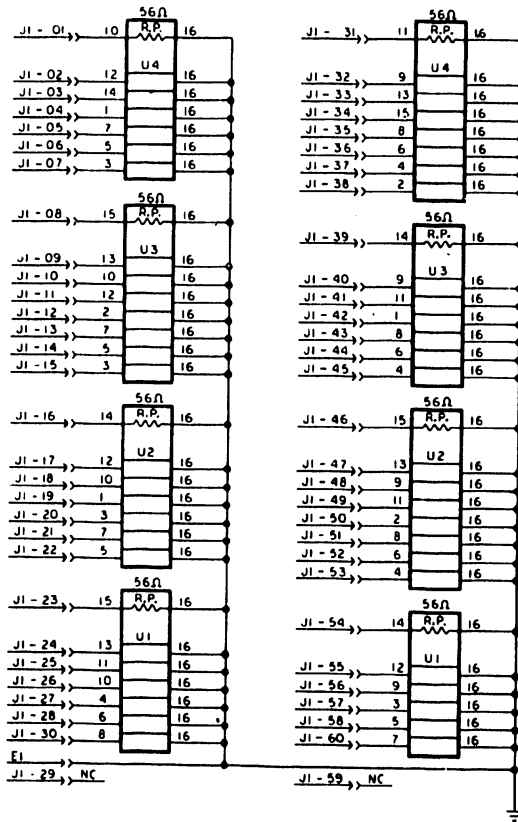 56Ω
J1 - 01 10 R.P. 16
U4
J1 - 02 12 16
J1 - 03 14 16
J1 - 04 1 16
J1 - 05 7 16
J1 - 06 5 16
J1 - 07 3 16
56Ω
J1 - 08 15 R.P. 16
U3
J1 - 09 13 16
J1 - 10 10 16
J1 - 11 12 16
J1 - 12 2 16
J1 - 13 7 16
J1 - 14 5 16
J1 - 15 3 16
56Ω
J1 - 16 14 R.P. 16
U2
J1 - 17 12 16
J1 - 18 10 16
J1 - 19 1 16
J1 - 20 3 16
J1 - 21 7 16
J1 - 22 5 16
56Ω
J1 - 23 15 R.P. 16
U1
J1 - 24 13 16
J1 - 25 11 16
J1 - 26 10 16
J1 - 27 4 16
J1 - 28 6 16
J1 - 30 8 16
E1
J1 - 29 NC
56Ω
J1 - 31 11 R.P. 16
U4
J1 - 32 9 16
J1 - 33 13 16
J1 - 34 15 16
J1 - 35 8 16
J1 - 36 6 16
J1 - 37 4 16
J1 - 38 2 16
56Ω
J1 - 39 14 R.P. 16
U3
J1 - 40 9 16
J1 - 41 11 16
J1 - 42 1 16
J1 - 43 8 16
J1 - 44 6 16
J1 - 45 4 16
56Ω
J1 - 46 15 R.P. 16
U2
J1 - 47 13 16
J1 - 48 9 16
J1 - 49 11 16
J1 - 50 2 16
J1 - 51 8 16
J1 - 52 6 16
J1 - 53 4 16
56Ω
J1 - 54 14 R.P. 16
U1
J1 - 55 12 16
J1 - 56 9 16
J1 - 57 3 16
J1 - 58 5 16
J1 - 60 7 16
J1 - 59 NC